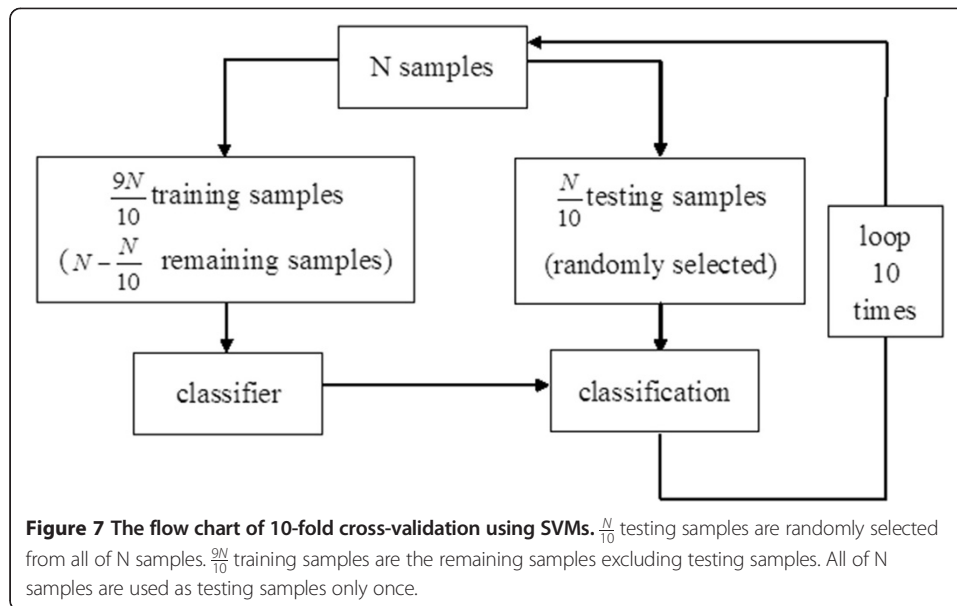 N samples
9N/10 training samples
(N − N/10 remaining samples)
N/10 testing samples
(randomly selected)
loop
10
times
classifier
classification
Figure 7 The flow chart of 10-fold cross-validation using SVMs. N/10 testing samples are randomly selected
from all of N samples. 9N/10 training samples are the remaining samples excluding testing samples. All of N
samples are used as testing samples only once.